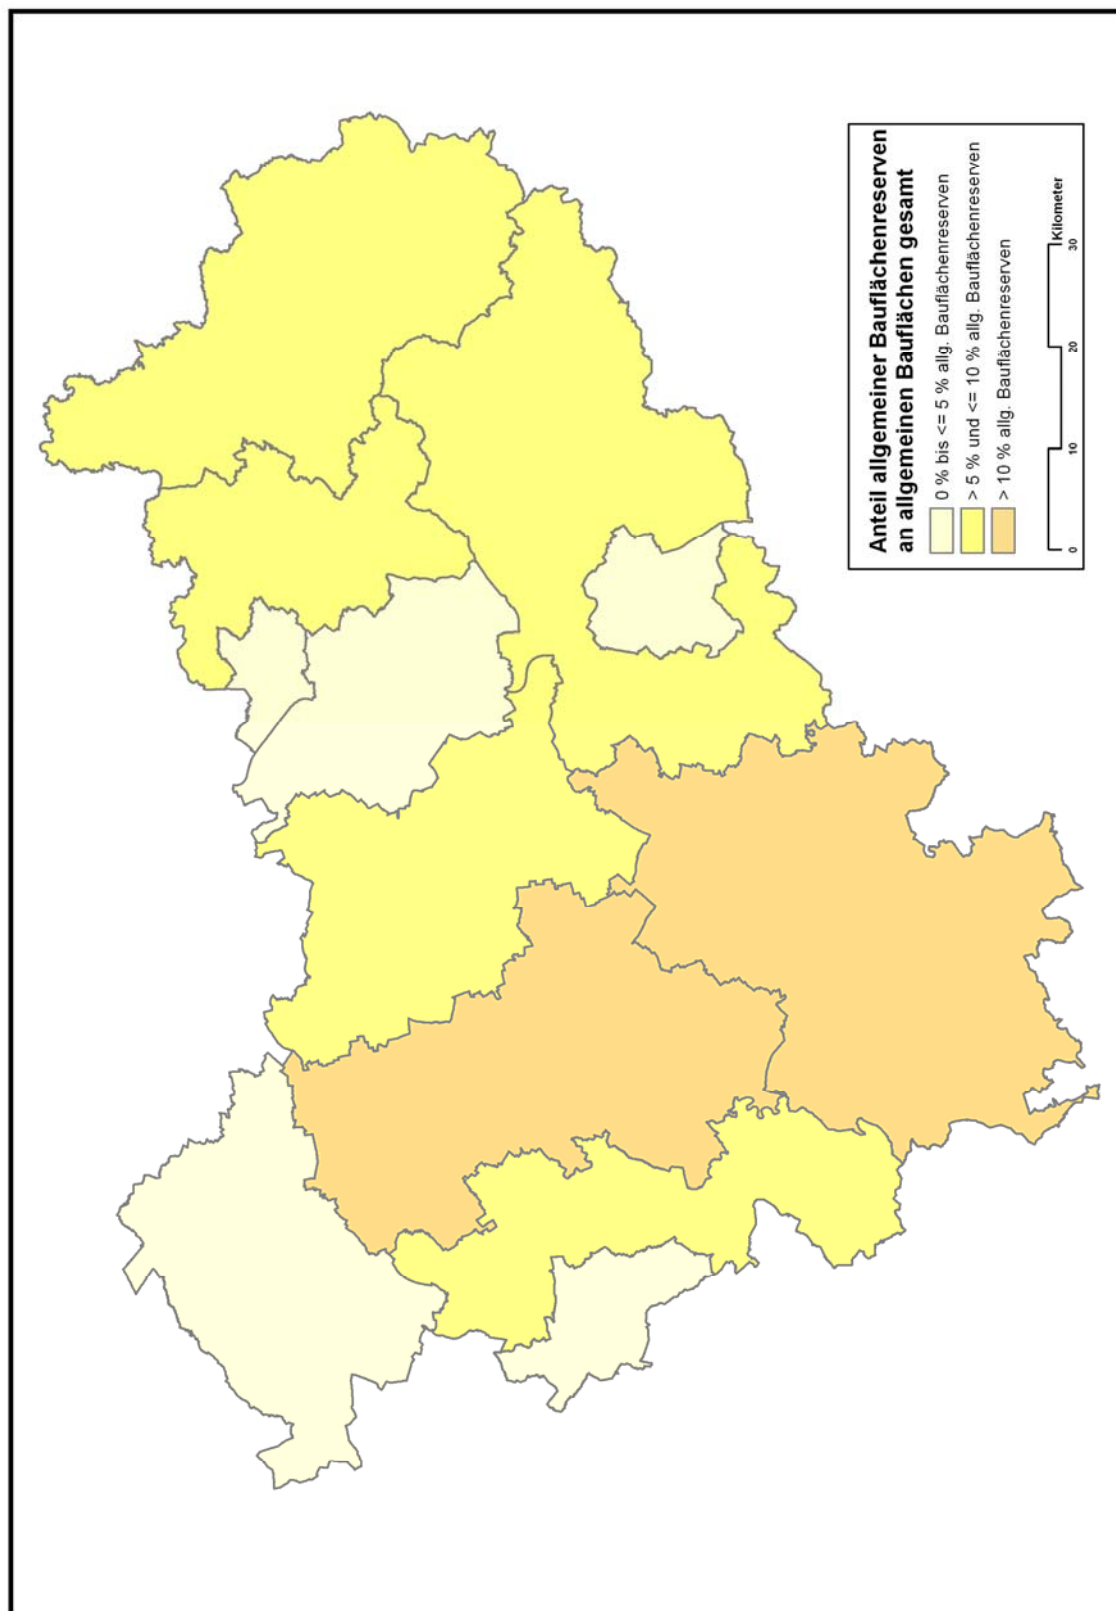 Anteil allgemeiner Bauflächenreserven
an allgemeinen Bauflächen gesamt
0 % bis <= 5 % allg. Bauflächenreserven
> 5 % und <= 10 % allg. Bauflächenreserven
> 10 % allg. Bauflächenreserven
0 10 20 30
Kilometer